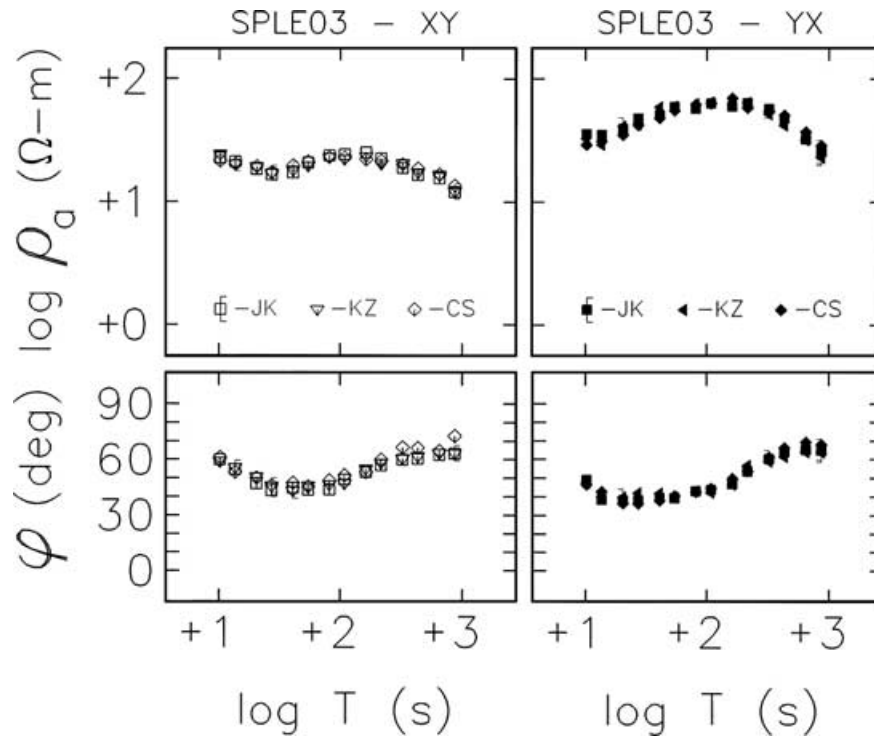 SPLE03 − XY
SPLE03 − YX
log ρa (Ω−m)
+2
+1
+0
−JK −KZ −CS
−JK −KZ −CS
φ (deg)
90
60
30
0
+1 +2 +3
+1 +2 +3
log T (s)
log T (s)